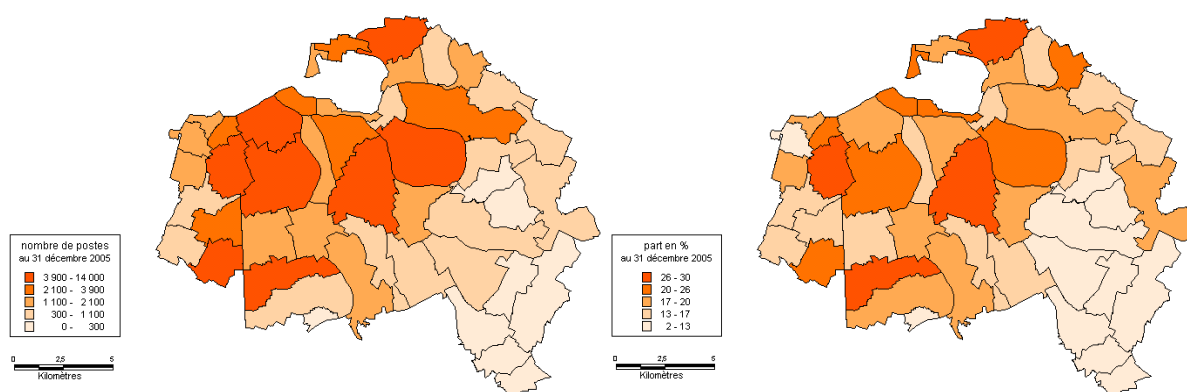 nombre de postes
au 31 décembre 2005
3 900 - 14 000
2 100 - 3 900
1 100 - 2 100
300 - 1 100
0 - 300
0 2,5 5
Kilomètres
part en %
au 31 décembre 2005
26 - 30
20 - 26
17 - 20
13 - 17
2 - 13
0 2,5 5
Kilomètres